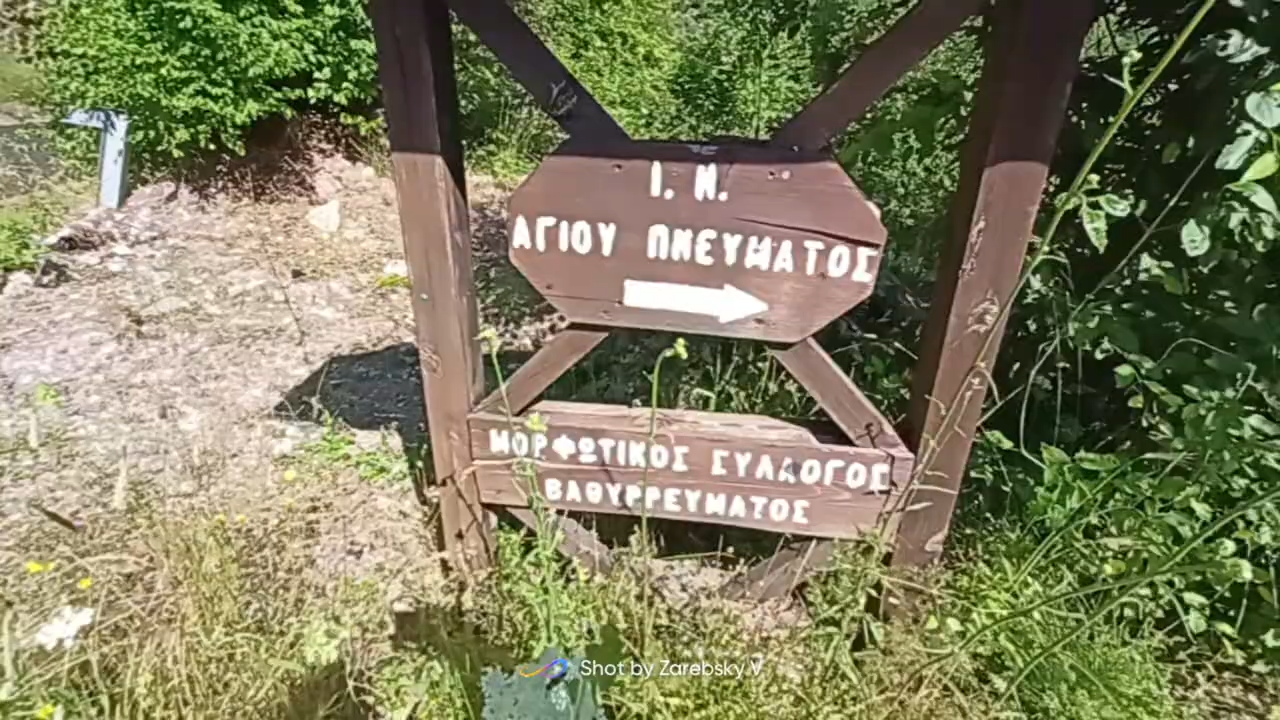 Ι. Ν.
ΑΓΙΟΥ ΠΝΕΥΜΑΤΟΣ
ΜΟΡΦΩΤΙΚΟΣ ΣΥΛΛΟΓΟΣ
ΒΑΘΥΡΡΕΥΜΑΤΟΣ
Shot by Zarebsky V